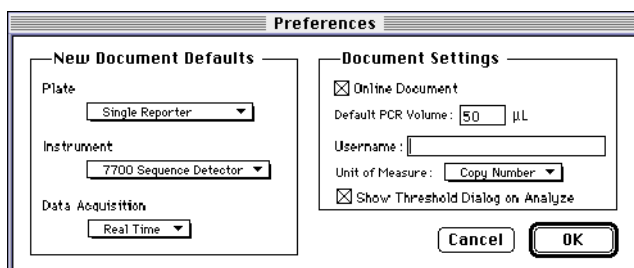 Preferences
New Document Defaults
Plate
Single Reporter
Instrument
7700 Sequence Detector
Data Acquisition
Real Time
Document Settings
Online Document
Default PCR Volume: 50 µL
Username:
Unit of Measure: Copy Number
Show Threshold Dialog on Analyze
Cancel OK